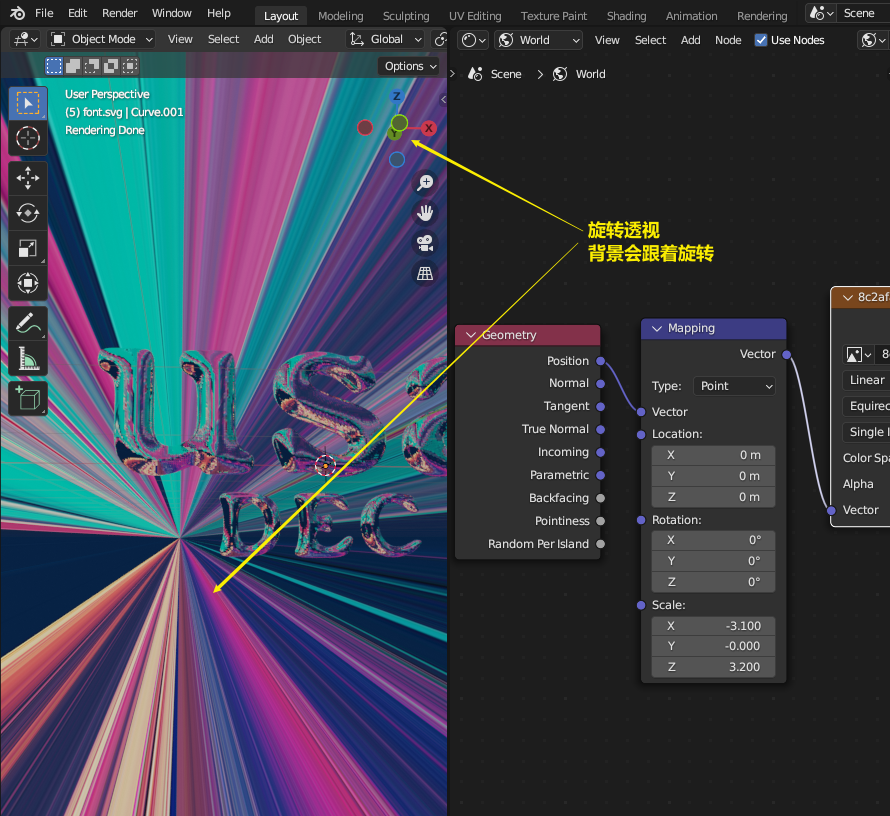 File Edit Render Window Help Layout Modeling Sculpting UV Editing Texture Paint Shading Animation Rendering Scene
Object Mode View Select Add Object Global
World View Select Add Node Use Nodes
Options
Scene World
User Perspective
(5) font.svg | Curve.001
Rendering Done
Z
X
Y
旋转透视
背景会跟着旋转
USA
DEC
Geometry
Position
Normal
Tangent
True Normal
Incoming
Parametric
Backfacing
Pointiness
Random Per Island
Mapping
Vector
Type: Point
Vector
Location:
X 0 m
Y 0 m
Z 0 m
Rotation:
X 0°
Y 0°
Z 0°
Scale:
X -3.100
Y -0.000
Z 3.200
8c2af
8
Linear
Equirec
Single I
Color Spa
Alpha
Vector